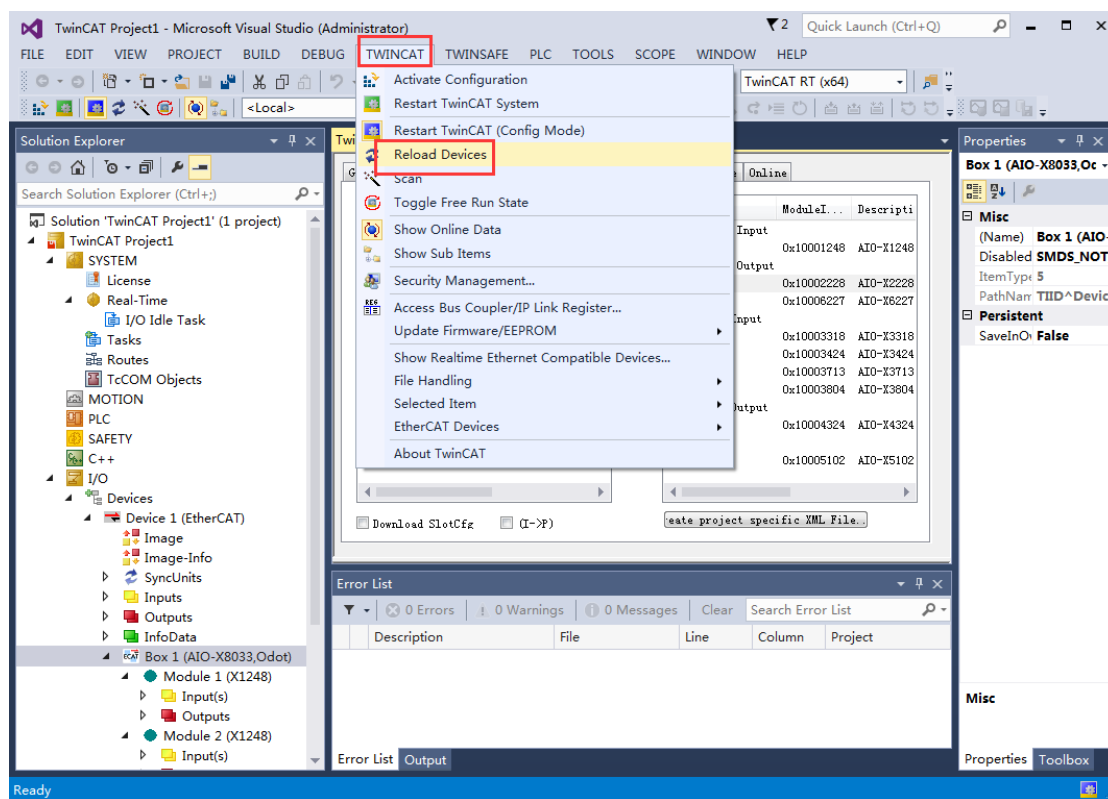 TwinCAT Project1 - Microsoft Visual Studio (Administrator)
2
Quick Launch (Ctrl+Q)
FILE EDIT VIEW PROJECT BUILD DEBUG TWINCAT TWINSAFE PLC TOOLS SCOPE WINDOW HELP
TwinCAT RT (x64)
<Local>
Activate Configuration
Restart TwinCAT System
Restart TwinCAT (Config Mode)
Reload Devices
Scan
Toggle Free Run State
Show Online Data
Show Sub Items
Security Management...
Access Bus Coupler/IP Link Register...
Update Firmware/EEPROM
Show Realtime Ethernet Compatible Devices...
File Handling
Selected Item
EtherCAT Devices
About TwinCAT
Solution Explorer
Search Solution Explorer (Ctrl+;)
Solution 'TwinCAT Project1' (1 project)
TwinCAT Project1
SYSTEM
License
Real-Time
I/O Idle Task
Tasks
Routes
TcCOM Objects
MOTION
PLC
SAFETY
C++
I/O
Devices
Device 1 (EtherCAT)
Image
Image-Info
SyncUnits
Inputs
Outputs
InfoData
Box 1 (AIO-X8033,Odot)
Module 1 (X1248)
Input(s)
Outputs
Module 2 (X1248)
Input(s)
Twi
G
Online
ModuleI... Descripti
Input
0x10001248 AIO-X1248
Output
0x10002228 AIO-X2228
0x10006227 AIO-X6227
nput
0x10003318 AIO-X3318
0x10003424 AIO-X3424
0x10003713 AIO-X3713
0x10003804 AIO-X3804
Output
0x10004324 AIO-X4324
0x10005102 AIO-X5102
Download SlotCfg (I->P)
eate project specific XML File..
Error List
0 Errors 0 Warnings 0 Messages Clear Search Error List
Description File Line Column Project
Error List Output
Properties
Box 1 (AIO-X8033,Oc
Misc
(Name) Box 1 (AIO-
Disabled SMDS_NOT
ItemType 5
PathNam TIID^Devic
Persistent
SaveInO Fal​se
Misc
Properties Toolbox
Ready